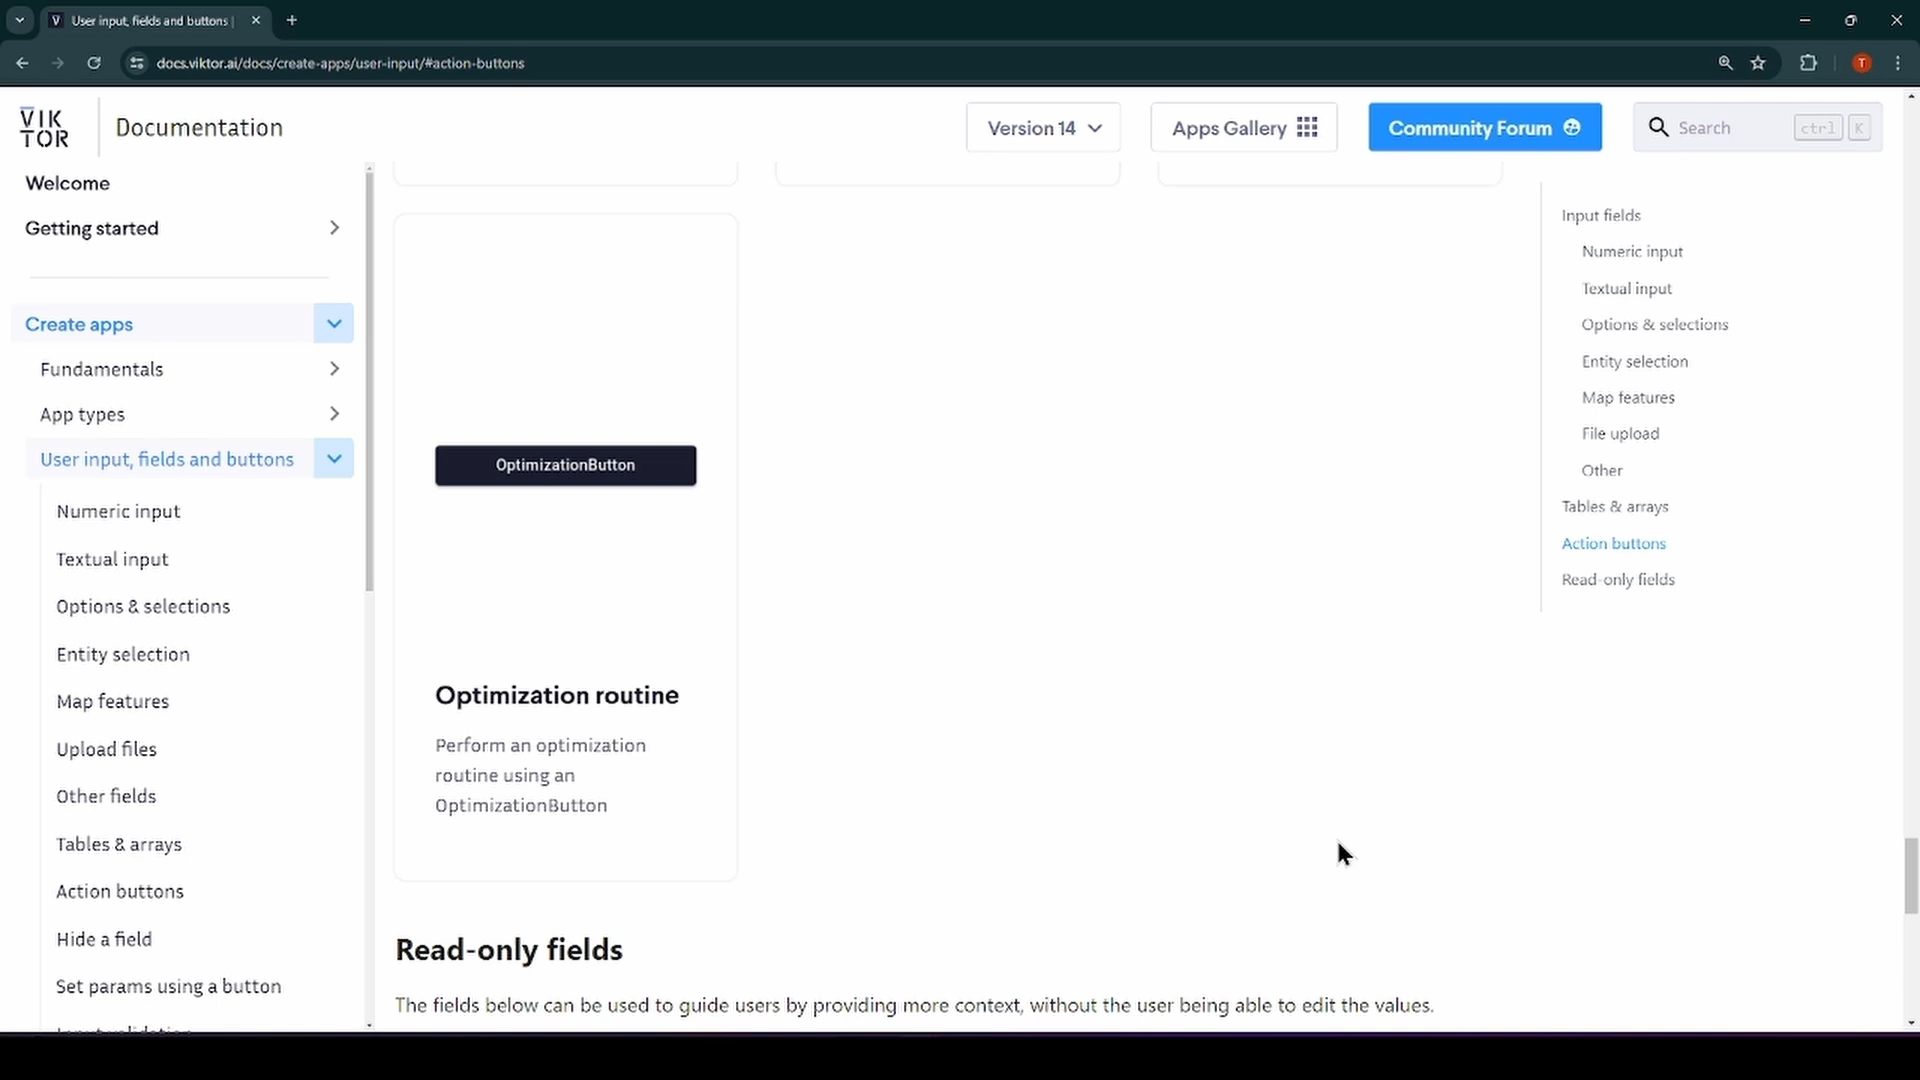 User input, fields and buttons |
docs.viktor.ai/docs/create-apps/user-input/#action-buttons
T
VIK
TOR
Documentation
Version 14
Apps Gallery
Community Forum
Search
ctrl
K
Welcome
Getting started
Create apps
Fundamentals
App types
User input, fields and buttons
Numeric input
Textual input
Options & selections
Entity selection
Map features
Upload files
Other fields
Tables & arrays
Action buttons
Hide a field
Set params using a button
Input validation
OptimizationButton
Optimization routine
Perform an optimization
routine using an
OptimizationButton
Read-only fields
The fields below can be used to guide users by providing more context, without the user being able to edit the values.
Input fields
Numeric input
Textual input
Options & selections
Entity selection
Map features
File upload
Other
Tables & arrays
Action buttons
Read-only fields